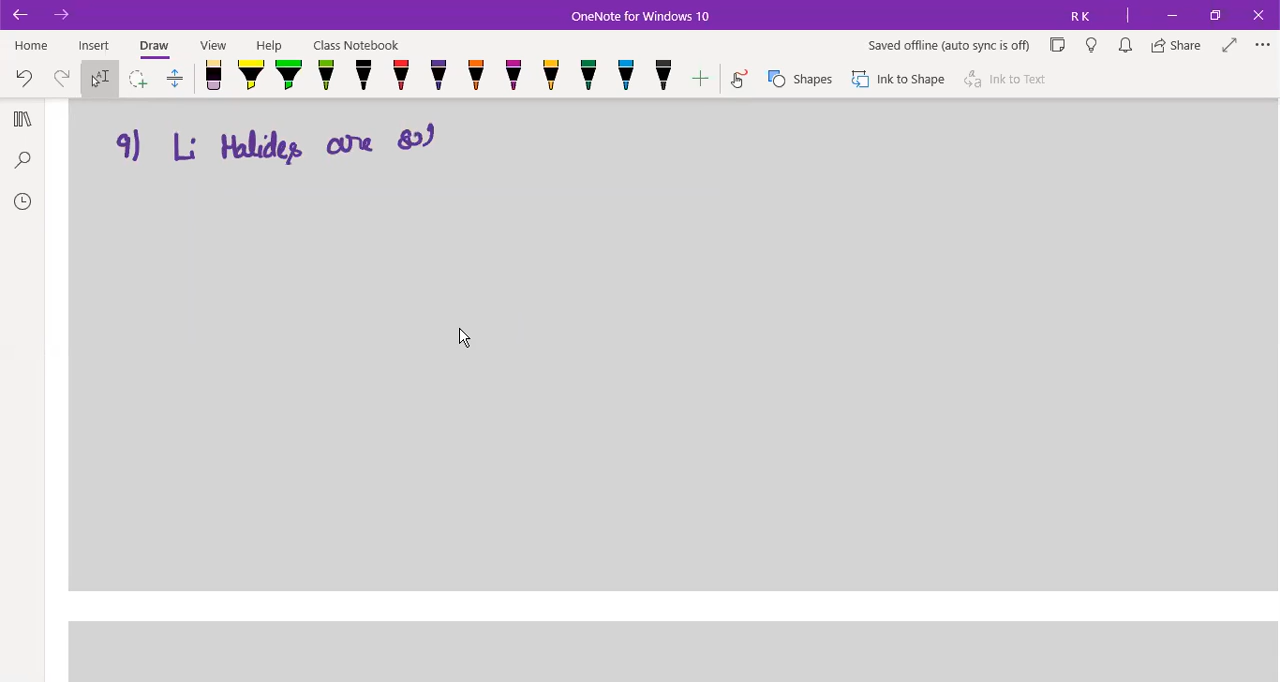 OneNote for Windows 10
R K
Home Insert Draw View Help Class Notebook
Saved offline (auto sync is off) Share
Shapes Ink to Shape Ink to Text
9) Li Halides are